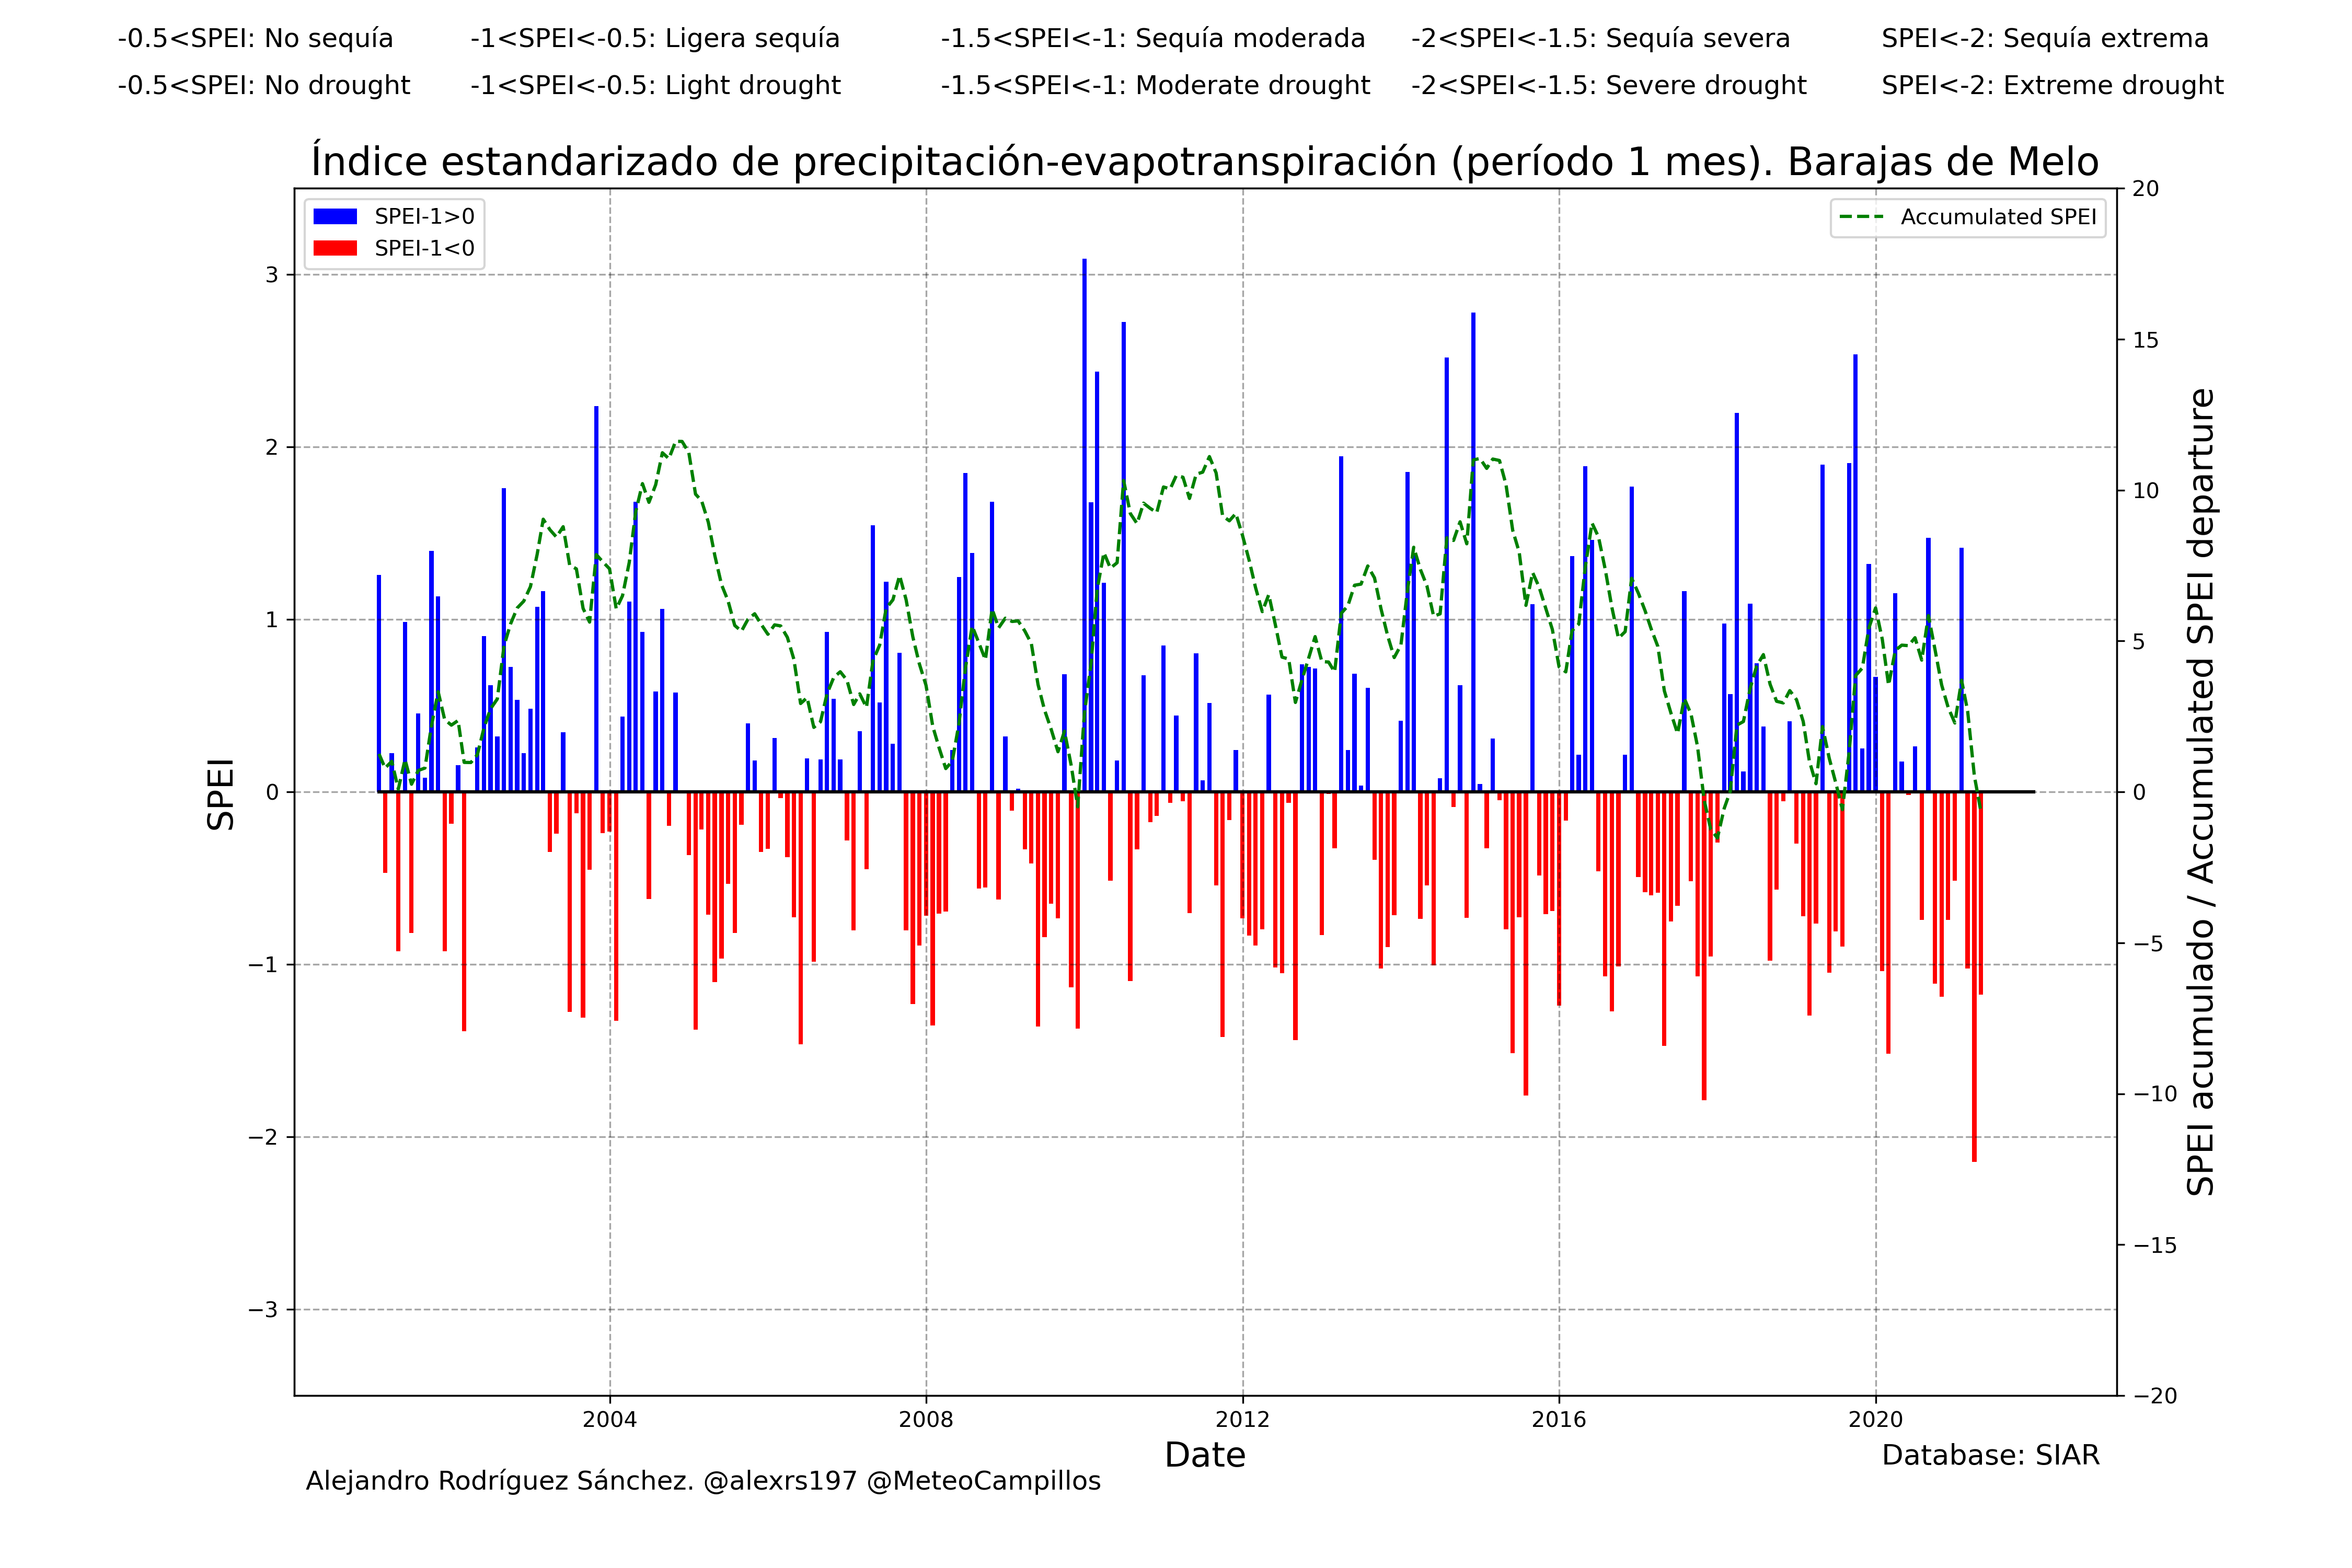 -0.5<SPEI: No sequía -1<SPEI<-0.5: Ligera sequía -1.5<SPEI<-1: Sequía moderada -2<SPEI<-1.5: Sequía severa SPEI<-2: Sequía extrema
-0.5<SPEI: No drought -1<SPEI<-0.5: Light drought -1.5<SPEI<-1: Moderate drought -2<SPEI<-1.5: Severe drought SPEI<-2: Extreme drought
Índice estandarizado de precipitación-evapotranspiración (período 1 mes). Barajas de Melo
SPEI-1>0
SPEI-1<0
Accumulated SPEI
SPEI
3
2
1
0
−1
−2
−3
20
15
10
5
0
−5
−10
−15
−20
SPEI acumulado / Accumulated SPEI departure
2004 2008 2012 2016 2020
Date
Database: SIAR
Alejandro Rodríguez Sánchez. @alexrs197 @MeteoCampillos